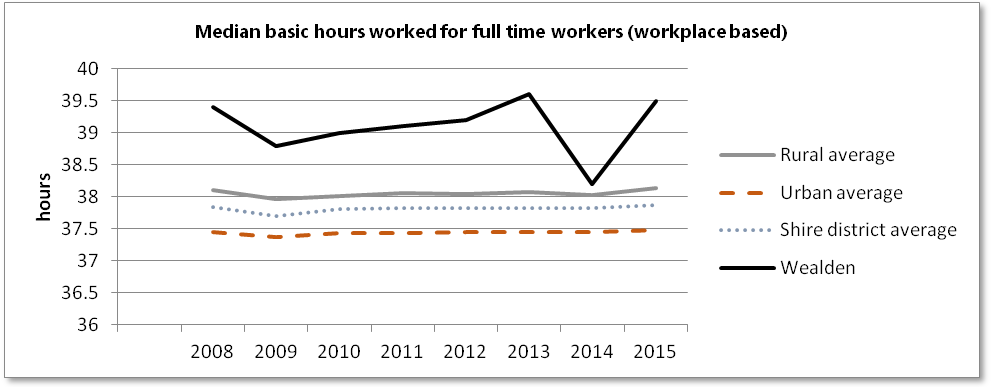 Median basic hours worked for full time workers (workplace based)
40
39.5
39
38.5
38
37.5
37
36.5
36
hours
2008 2009 2010 2011 2012 2013 2014 2015
Rural average
Urban average
Shire district average
Wealden